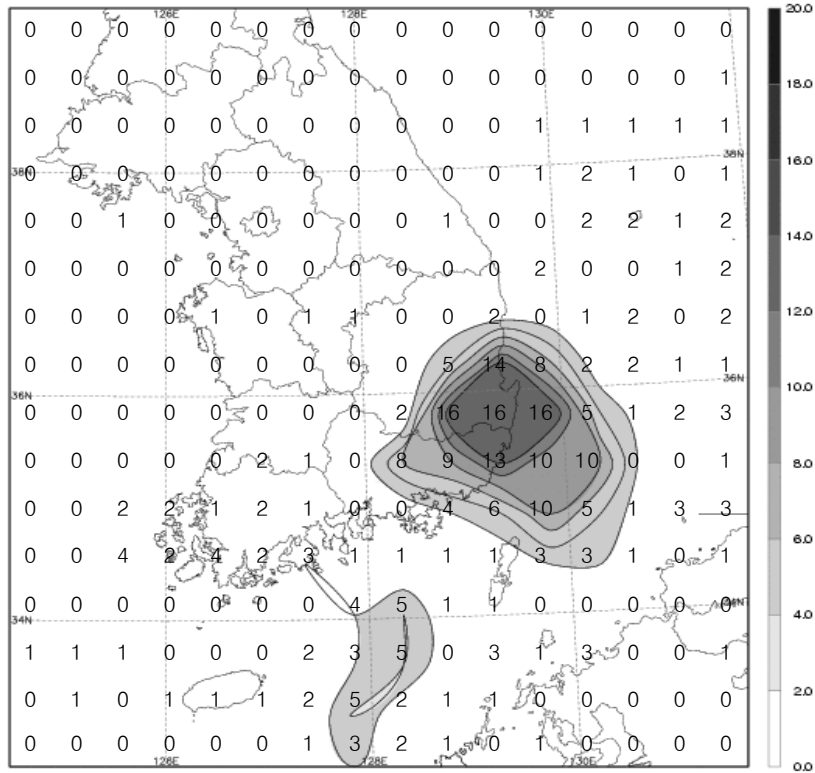 126E 128E 130E 20.0
0 0 0 0 0 0 0 0 0 0 0 0 0 0 0 0
0 0 0 0 0 0 0 0 0 0 0 0 0 0 0 1
18.0
0 0 0 0 0 0 0 0 0 0 0 1 1 1 1 1
38N 16.0
38N 0 0 0 0 0 0 0 0 0 0 0 1 2 1 0 1
0 0 1 0 0 0 0 0 0 1 0 0 2 2 1 2
14.0
0 0 0 0 0 0 0 0 0 0 0 2 0 0 1 2
12.0
0 0 0 0 1 0 1 1 0 0 2 0 1 2 0 2
0 0 0 0 0 0 0 0 0 5 14 8 2 2 1 1
36N 10.0
36N
0 0 0 0 0 0 0 0 2 16 16 16 5 1 2 3
0 0 0 0 0 2 1 0 8 9 13 10 10 0 0 1
8.0
0 0 2 2 1 2 1 0 0 4 6 10 5 1 3 3
6.0
0 0 4 2 4 2 3 1 1 1 1 3 3 1 0 1
0 0 0 0 0 0 0 4 5 1 1 0 0 0 0 0 34N
34N 4.0
1 1 1 0 0 0 2 3 5 0 3 1 3 0 0 1
0 1 0 1 1 1 2 5 2 1 1 0 0 0 0 0
2.0
0 0 0 0 0 0 1 3 2 1 0 1 0 0 0 0
126E 128E 130E 0.0